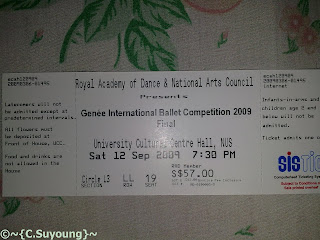 Royal Academy of Dance & National Arts Council
Presents
Genée International Ballet Competition 2009
Final
University Cultural Centre Hall, NUS
Sat 12 Sep 2009 7:30 PM
Circle L3 LL 19 S$57.00
SECTION ROW SEAT
Latecomers will not
be admitted except at
predetermined intervals.
All flowers must
be deposited at
Front of House, UCC.
Food and drinks are
not allowed in the
House
internet
Infants-in-arms and
children age
below will not be
admitted.
Ticket admits one
SISTIC
©~{C.Suyoung}~